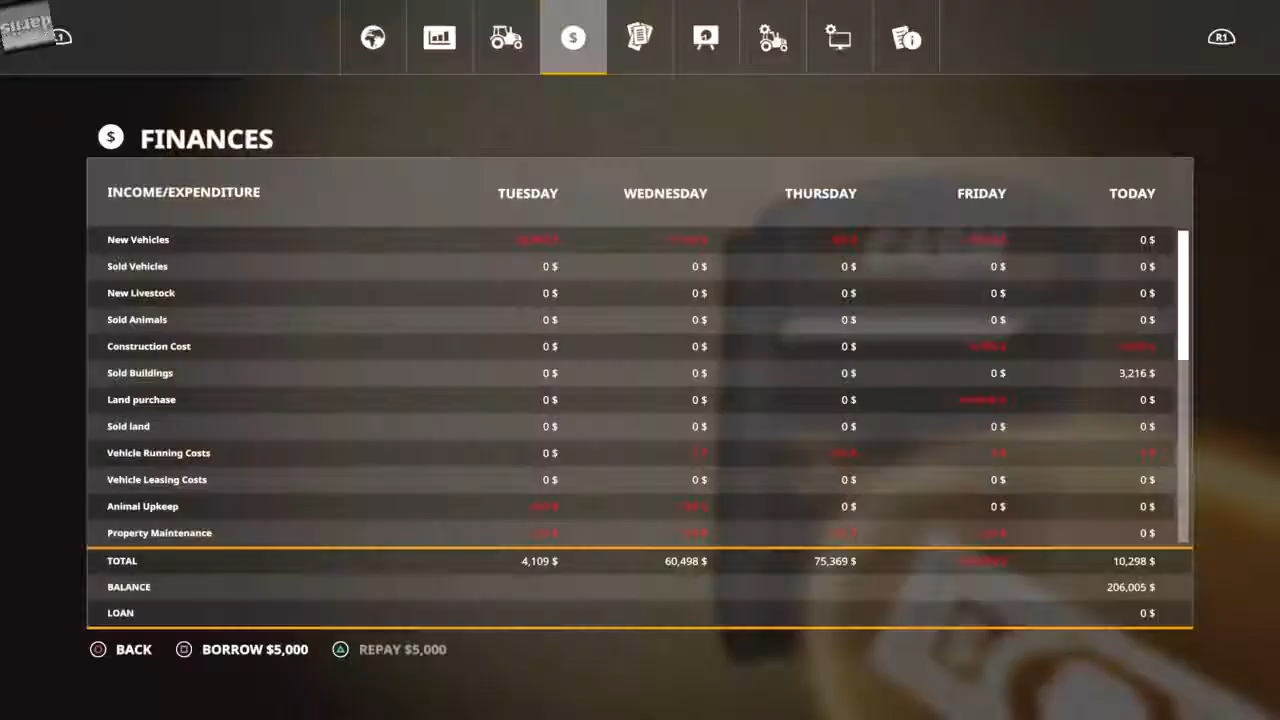 R1
$ FINANCES
INCOME/EXPENDITURE TUESDAY WEDNESDAY THURSDAY FRIDAY TODAY
New Vehicles 0 $
Sold Vehicles 0 $ 0 $ 0 $ 0 $ 0 $
New Livestock 0 $ 0 $ 0 $ 0 $ 0 $
Sold Animals 0 $ 0 $ 0 $ 0 $ 0 $
Construction Cost 0 $ 0 $ 0 $
Sold Buildings 0 $ 0 $ 0 $ 0 $ 3,216 $
Land purchase 0 $ 0 $ 0 $ 0 $
Sold land 0 $ 0 $ 0 $ 0 $ 0 $
Vehicle Running Costs 0 $
Vehicle Leasing Costs 0 $ 0 $ 0 $ 0 $ 0 $
Animal Upkeep 0 $ 0 $ 0 $
Property Maintenance 0 $
TOTAL 4,109 $ 60,498 $ 75,369 $ 10,298 $
BALANCE 206,005 $
LOAN 0 $
BACK BORROW $5,000 REPAY $5,000